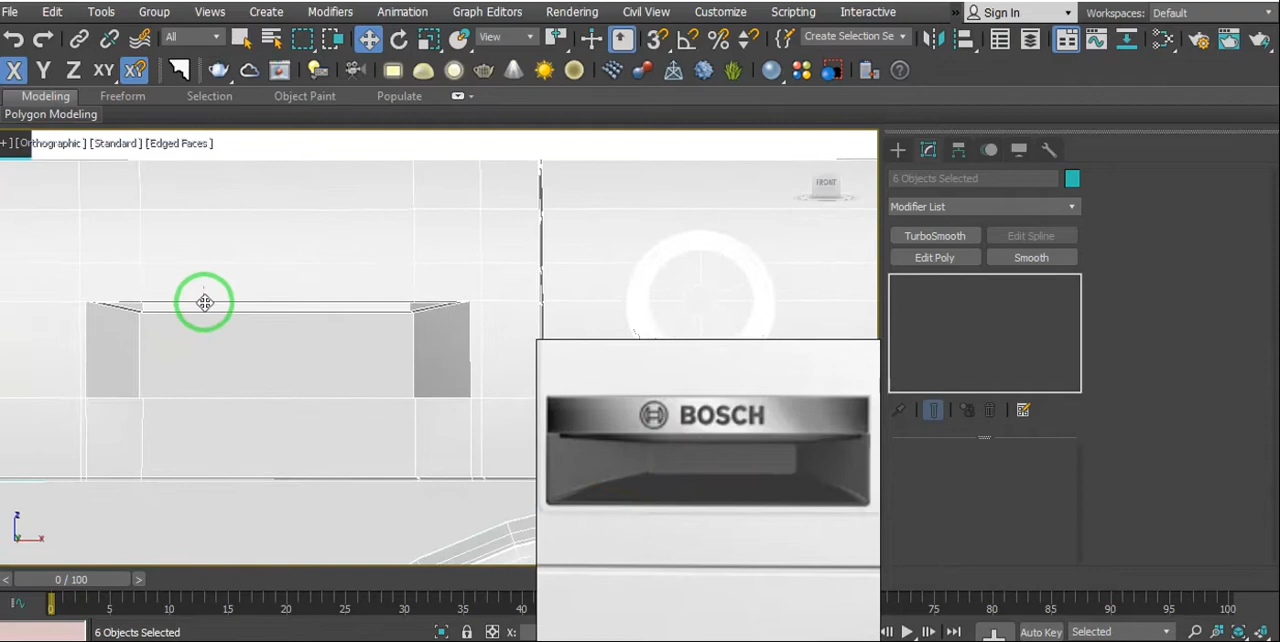 File Edit Tools Group Views Create Modifiers Animation Graph Editors Rendering Civil View Customize Scripting Interactive » Sign In Workspaces: Default
All View 3 % Create Selection Se
X Y Z XY XY
Modeling Freeform Selection Object Paint Populate
Polygon Modeling
+ ] [Orthographic ] [Standard ] [Edged Faces ]
FRONT
6 Objects Selected
Modifier List
TurboSmooth Edit Spline
Edit Poly Smooth
BOSCH
z
x
< 0 / 100 >
0 5 10 15 20 25 30 35 40 75 80 85 90 95 100
6 Objects Selected X: Auto Key Selected